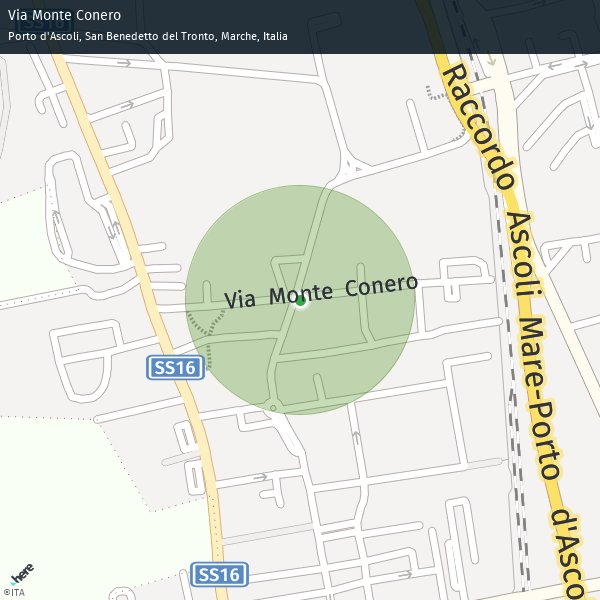 Via Monte Conero
Porto d'Ascoli, San Benedetto del Tronto, Marche, Italia
Raccordo Ascoli Mare-Porto d'Asco
Via Monte Conero
SS16
SS16
here
©ITA